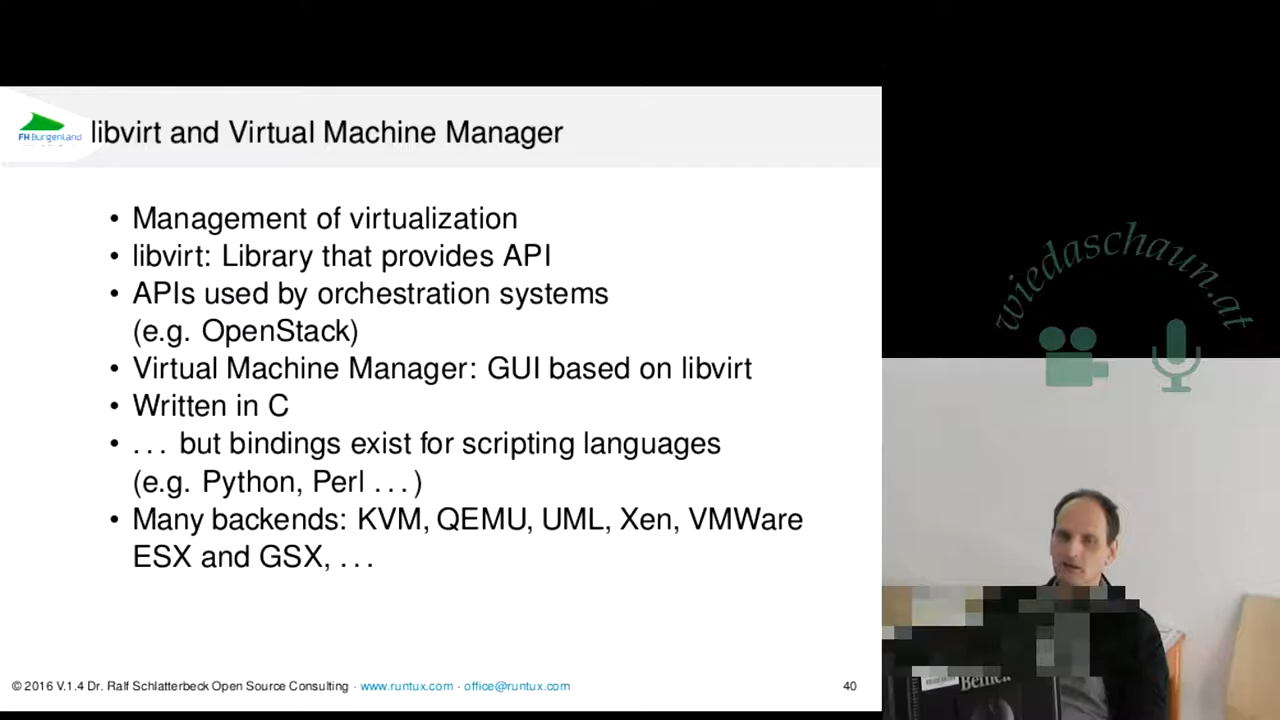 FH Burgenland
libvirt and Virtual Machine Manager
• Management of virtualization
• libvirt: Library that provides API
• APIs used by orchestration systems
(e.g. OpenStack)
• Virtual Machine Manager: GUI based on libvirt
• Written in C
• . . . but bindings exist for scripting languages
(e.g. Python, Perl . . . )
• Many backends: KVM, QEMU, UML, Xen, VMWare
ESX and GSX, . . .
© 2016 V.1.4 Dr. Ralf Schlatterbeck Open Source Consulting · www.runtux.com · office@runtux.com
40
wiedaschaun.at